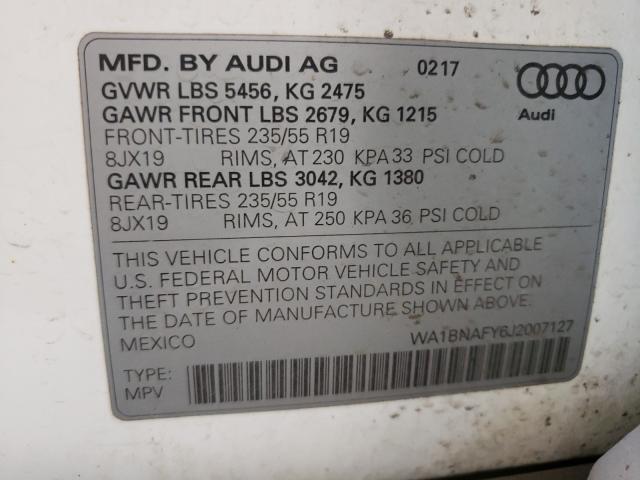 MFD. BY AUDI AG 0217
GVWR LBS 5456, KG 2475
GAWR FRONT LBS 2679, KG 1215
Audi
FRONT-TIRES 235/55 R19
8JX19 RIMS, AT 230 KPA 33 PSI COLD
GAWR REAR LBS 3042, KG 1380
REAR-TIRES 235/55 R19
8JX19 RIMS, AT 250 KPA 36 PSI COLD
THIS VEHICLE CONFORMS TO ALL APPLICABLE
U.S. FEDERAL MOTOR VEHICLE SAFETY AND
THEFT PREVENTION STANDARDS IN EFFECT ON
THE DATE OF MANUFACTURE SHOWN ABOVE.
MEXICO WA1BNAFY6J2007127
TYPE:
MPV